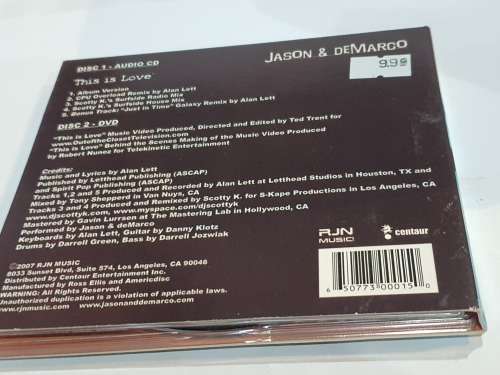 JASON & DEMARCO
9.99
DISC 1 - AUDIO CD
This is Love
1. Album Version
2. CPU Overload Remix by Alan Lett
3. Scotty K.'s Surfside Radio Mix
4. Scotty K.'s Surfside House Mix
5. Bonus Track: "Just in Time" Galaxy Remix by Alan Lett
DISC 2 - DVD
"This is Love" Music Video Produced, Directed and Edited by Ted Trent for
www.OutoftheClosetTelevision.com
"This is Love" Behind the Scenes Making of the Music Video Produced
by Robert Nunez for Telekinetic Entertainment
Credits:
Music and Lyrics by Alan Lett
Published by Letthead Publishing (ASCAP)
and Spirit Pop Publishing (ASCAP)
Tracks 1,2 and 5 Produced and Recorded by Alan Lett at Letthead Studios in Houston, TX and
Mixed by Tony Shepperd in Van Nuys, CA
Tracks 3 and 4 Produced and Remixed by Scotty K. for S-Kape Productions in Los Angeles, CA
www.djscottyk.com, www.myspace.com/djscottyk
Mastered by Gavin Lurrsen at The Mastering Lab in Hollywood, CA
Performed by Jason & deMarco
Keyboards by Alan Lett, Guitar by Danny Klotz
Drums by Darrell Green, Bass by Darrell Jozwiak
©2007 RJN MUSIC
8033 Sunset Blvd, Suite 574, Los Angeles, CA 90046
Distributed by Centaur Entertainment Inc.
Manufactured by Ross Ellis and Americdisc
WARNING: All Rights Reserved.
Unauthorized duplication is a violation of applicable laws.
www.rjnmusic.com www.jasonanddemarco.com
RJN
MUSIC
centaur
6 50773 00015 0